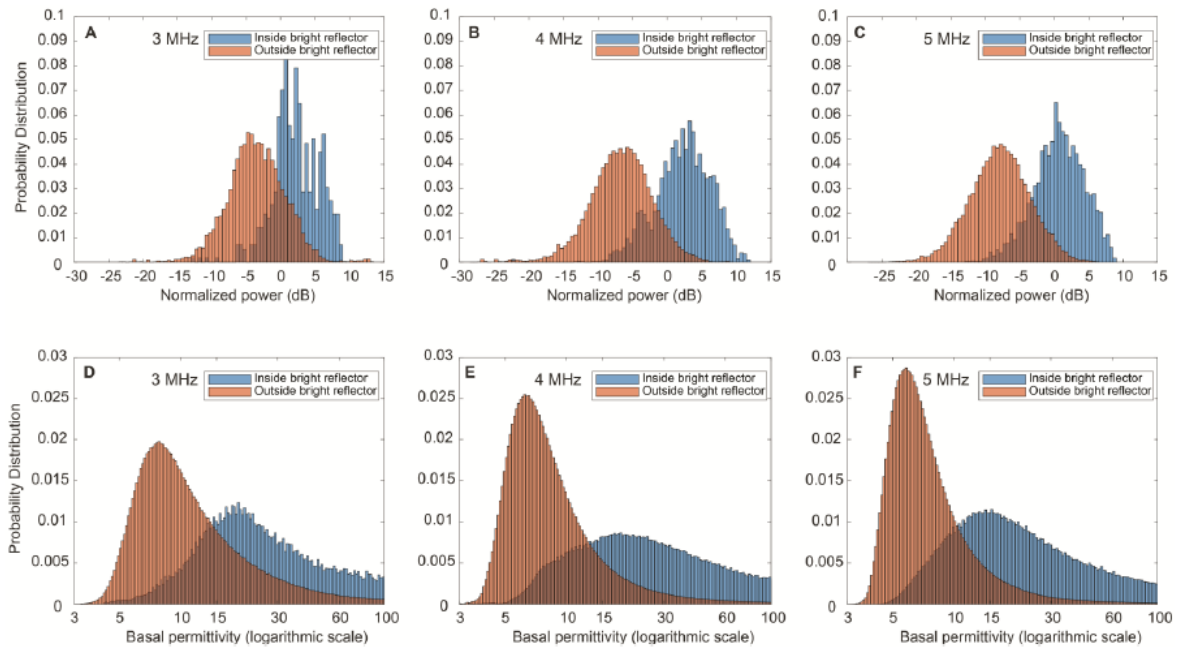 A 3 MHz
Inside bright reflector
Outside bright reflector
Probability Distribution
0.1
0.09
0.08
0.07
0.06
0.05
0.04
0.03
0.02
0.01
0
-30 -25 -20 -15 -10 -5 0 5 10 15
Normalized power (dB)
B 4 MHz
Inside bright reflector
Outside bright reflector
0.1
0.09
0.08
0.07
0.06
0.05
0.04
0.03
0.02
0.01
0
-30 -25 -20 -15 -10 -5 0 5 10 15
Normalized power (dB)
C 5 MHz
Inside bright reflector
Outside bright reflector
0.1
0.09
0.08
0.07
0.06
0.05
0.04
0.03
0.02
0.01
0
-25 -20 -15 -10 -5 0 5 10 15
Normalized power (dB)
D 3 MHz
Inside bright reflector
Outside bright reflector
Probability Distribution
0.03
0.025
0.02
0.015
0.01
0.005
0
3 5 10 15 30 60 100
Basal permittivity (logarithmic scale)
E 4 MHz
Inside bright reflector
Outside bright reflector
0.03
0.025
0.02
0.015
0.01
0.005
0
3 5 10 15 30 60 100
Basal permittivity (logarithmic scale)
F 5 MHz
Inside bright reflector
Outside bright reflector
0.03
0.025
0.02
0.015
0.01
0.005
0
3 5 10 15 30 60 100
Basal permittivity (logarithmic scale)